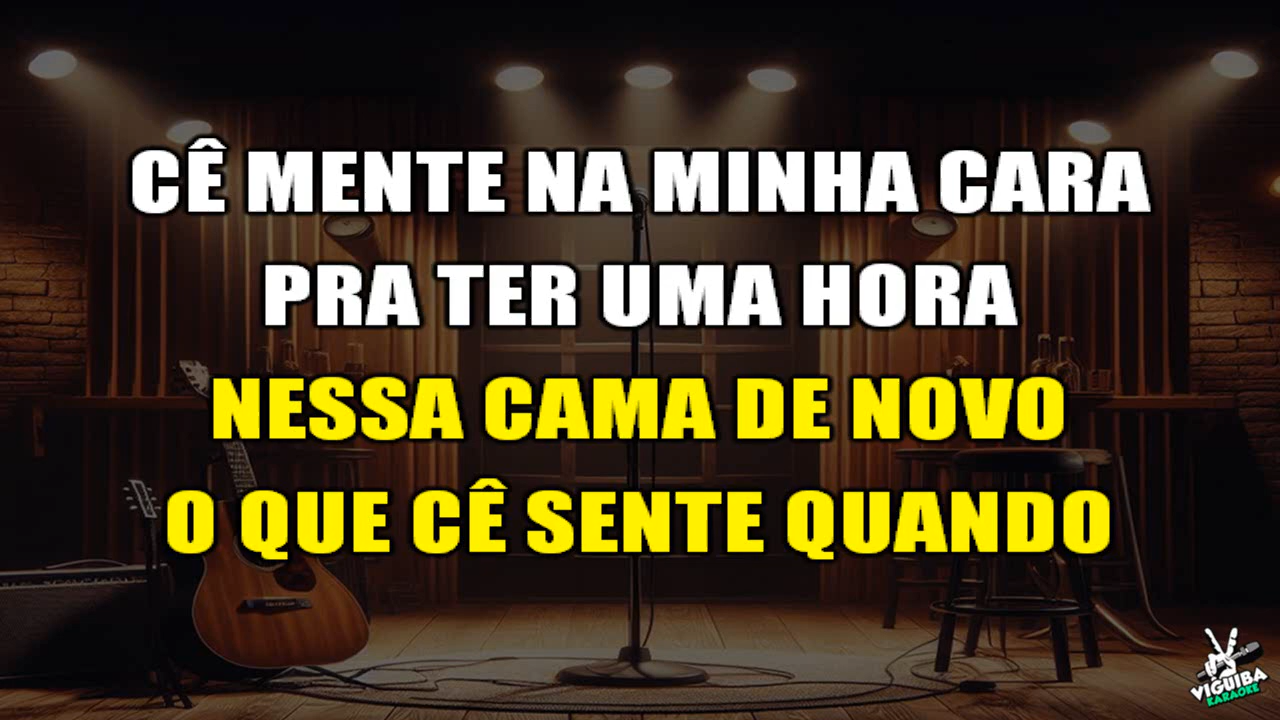 CÊ MENTE NA MINHA CARA
PRA TER UMA HORA
NESSA CAMA DE NOVO
O QUE CÊ SENTE QUANDO
VIGUIBA
KARAOKE